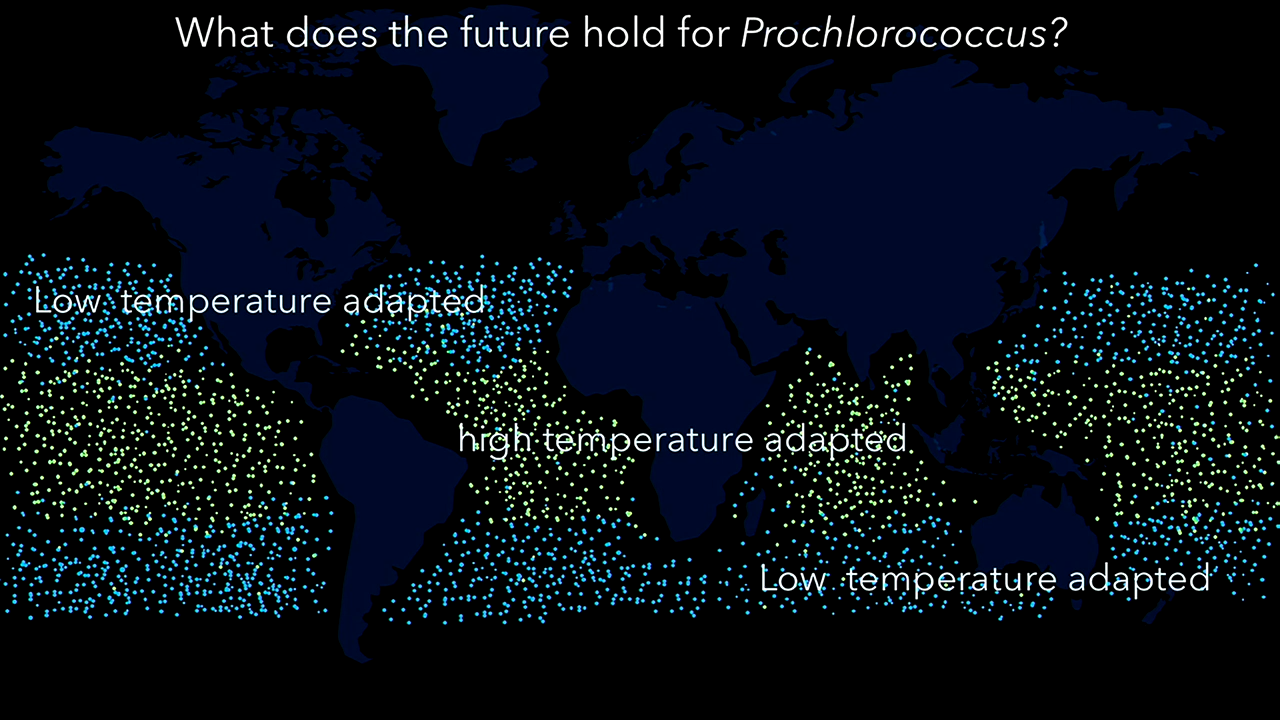 What does the future hold for Prochlorococcus?
Low temperature adapted
high temperature adapted
Low temperature adapted